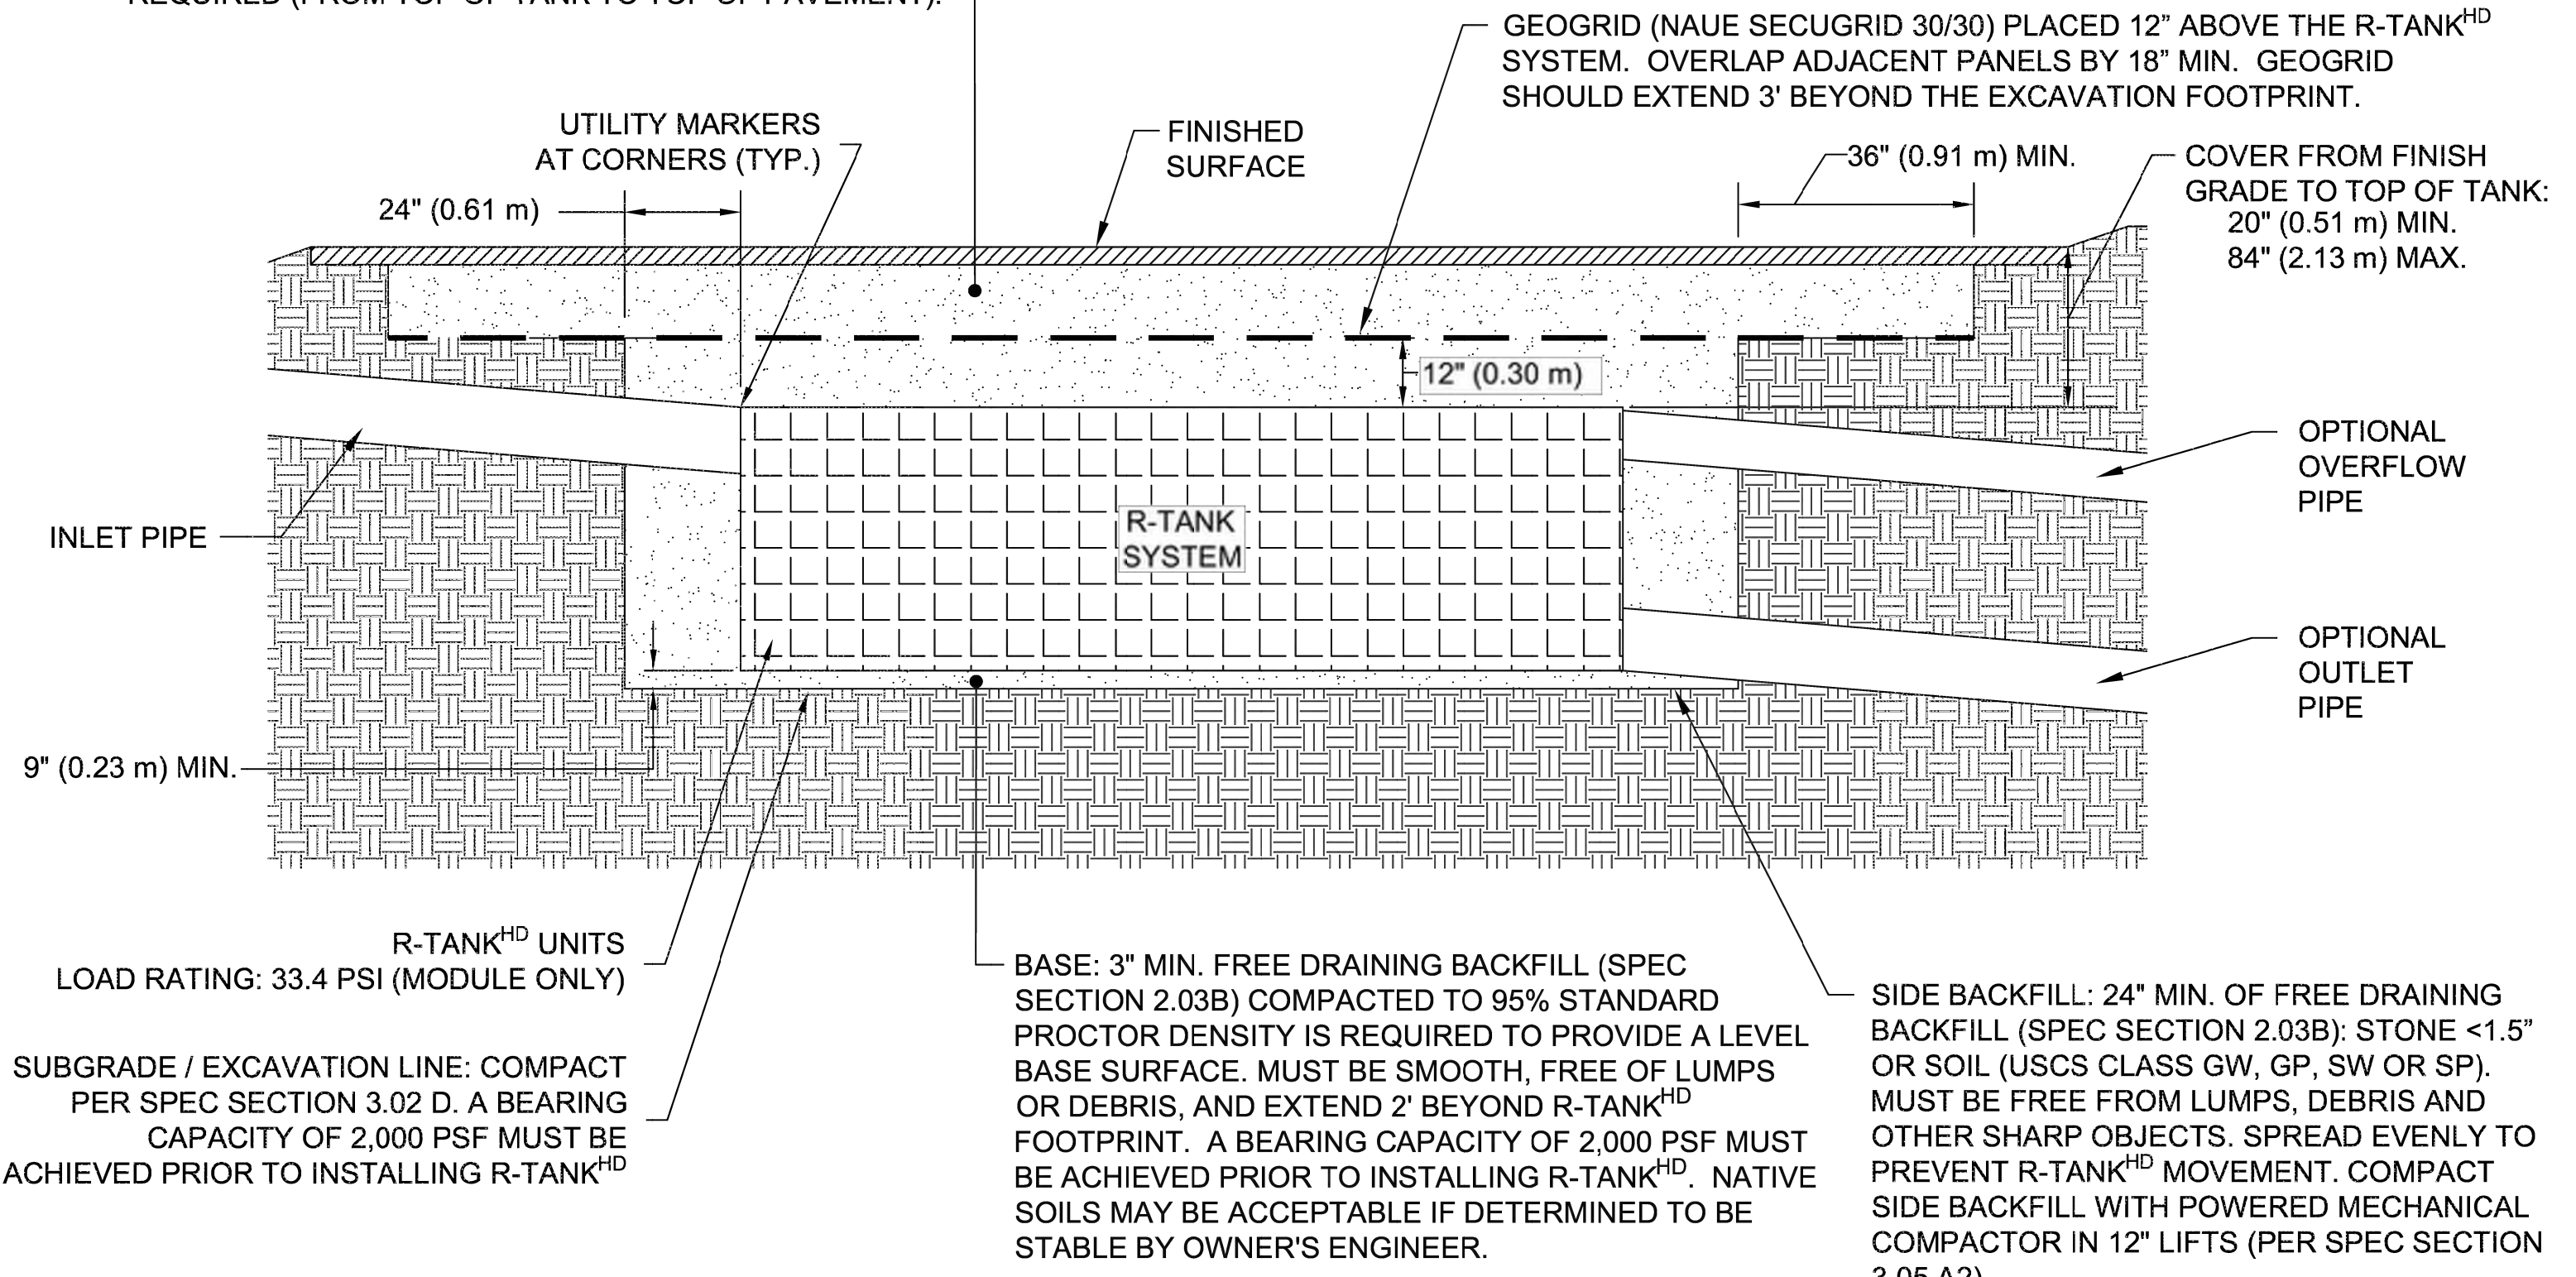 REQUIRED (FROM TOP OF TANK TO TOP OF PAVEMENT).
GEOGRID (NAUE SECUGRID 30/30) PLACED 12” ABOVE THE R-TANKHD
SYSTEM. OVERLAP ADJACENT PANELS BY 18” MIN. GEOGRID
SHOULD EXTEND 3' BEYOND THE EXCAVATION FOOTPRINT.
UTILITY MARKERS
AT CORNERS (TYP.)
FINISHED
SURFACE
36" (0.91 m) MIN.
COVER FROM FINISH
GRADE TO TOP OF TANK:
20" (0.51 m) MIN.
84" (2.13 m) MAX.
24" (0.61 m)
12" (0.30 m)
OPTIONAL
OVERFLOW
PIPE
INLET PIPE
R-TANK
SYSTEM
OPTIONAL
OUTLET
PIPE
9" (0.23 m) MIN.
R-TANKHD UNITS
LOAD RATING: 33.4 PSI (MODULE ONLY)
SUBGRADE / EXCAVATION LINE: COMPACT
PER SPEC SECTION 3.02 D. A BEARING
CAPACITY OF 2,000 PSF MUST BE
ACHIEVED PRIOR TO INSTALLING R-TANKHD
BASE: 3" MIN. FREE DRAINING BACKFILL (SPEC
SECTION 2.03B) COMPACTED TO 95% STANDARD
PROCTOR DENSITY IS REQUIRED TO PROVIDE A LEVEL
BASE SURFACE. MUST BE SMOOTH, FREE OF LUMPS
OR DEBRIS, AND EXTEND 2' BEYOND R-TANKHD
FOOTPRINT. A BEARING CAPACITY OF 2,000 PSF MUST
BE ACHIEVED PRIOR TO INSTALLING R-TANKHD. NATIVE
SOILS MAY BE ACCEPTABLE IF DETERMINED TO BE
STABLE BY OWNER'S ENGINEER.
SIDE BACKFILL: 24" MIN. OF FREE DRAINING
BACKFILL (SPEC SECTION 2.03B): STONE <1.5”
OR SOIL (USCS CLASS GW, GP, SW OR SP).
MUST BE FREE FROM LUMPS, DEBRIS AND
OTHER SHARP OBJECTS. SPREAD EVENLY TO
PREVENT R-TANKHD MOVEMENT. COMPACT
SIDE BACKFILL WITH POWERED MECHANICAL
COMPACTOR IN 12" LIFTS (PER SPEC SECTION
3.05 A2)